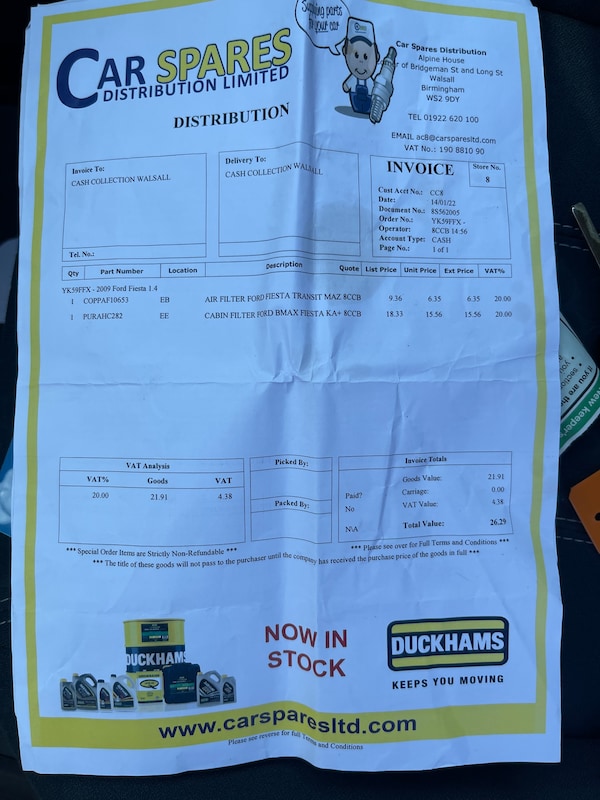 Supplying parts
to your car
CAR SPARES
DISTRIBUTION LIMITED
DISTRIBUTION
Car Spares Distribution
Alpine House
of Bridgeman St and Long St
Walsall
Birmingham
WS2 9DY
TEL 01922 620 100
EMAIL ac8@carsparesltd.com
VAT No.: 190 8810 90
Invoice To:
CASH COLLECTION WALSALL
Tel. No.:
Delivery To:
CASH COLLECTION WALSALL
INVOICE
Store No.
8
Cust Acct No.: CC8
Date: 14/01/22
Document No.: 8S562005
Order No.: YK59FFX -
Operator: 8CCB 14:56
Account Type: CASH
Page No.: 1 of 1
Qty Part Number Location Description Quote List Price Unit Price Ext Price VAT%
YK59FFX - 2009 Ford Fiesta 1.4
1 COPPAF10653 EB AIR FILTER FORD FIESTA TRANSIT MAZ 8CCB 9.36 6.35 6.35 20.00
1 PURAHC282 EE CABIN FILTER FORD BMAX FIESTA KA+ 8CCB 18.33 15.56 15.56 20.00
VAT Analysis
VAT% Goods VAT
20.00 21.91 4.38
Picked By:
Packed By:
Invoice Totals
Goods Value: 21.91
Paid? Carriage: 0.00
No VAT Value: 4.38
N\A Total Value: 26.29
*** Special Order Items are Strictly Non-Refundable ***
*** Please see over for Full Terms and Conditions ***
*** The title of these goods will not pass to the purchaser until the company has received the purchase price of the goods in full ***
DUCKHAMS
NOW IN
STOCK
DUCKHAMS
KEEPS YOU MOVING
www.carsparesltd.com
Please see reverse for full Terms and Conditions
if you are the
new keeper's